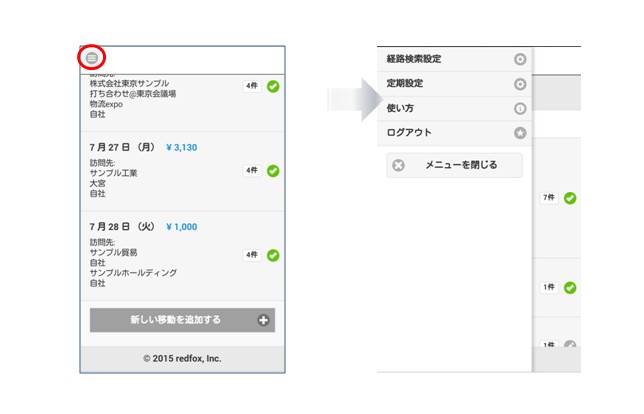 訪問先:
株式会社東京サンプル
打ち合わせ@東京会議場
物流expo
自社
4件
7 月 27 日 （月） ¥ 3,130
訪問先:
サンプル工業
大宮
自社
4件
7 月 28 日 （火） ¥ 1,000
訪問先:
サンプル貿易
自社
サンプルホールディング
自社
4件
新しい移動を追加する
© 2015 redfox, Inc.
経路検索設定
定期設定
使い方
ログアウト
メニューを閉じる
7件
1件
1件